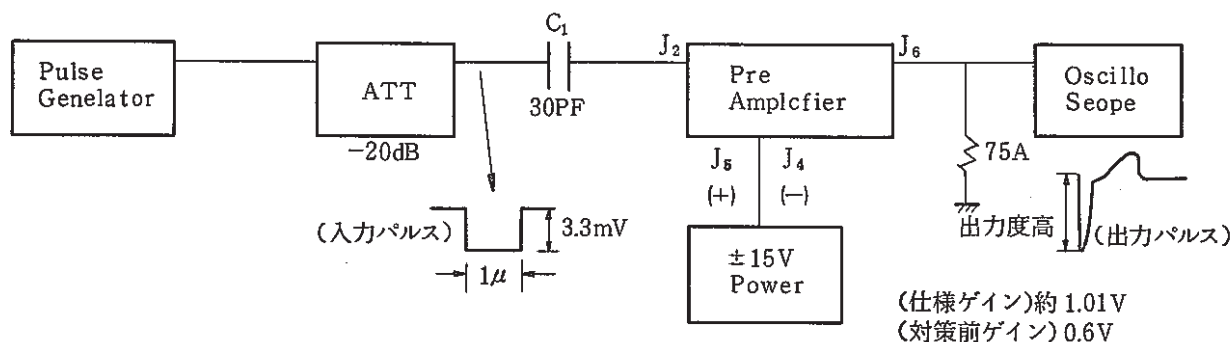 Pulse
Genelator
ATT
−20dB
C₁
30PF
J₂
Pre
Amplcfier
J₆
Oscillo
Seope
75A
J₅
(+)
J₄
(−)
±15V
Power
(入力パルス)
3.3mV
1μ
出力度高
(出力パルス)
(仕様ゲイン)約 1.01V
(対策前ゲイン) 0.6V